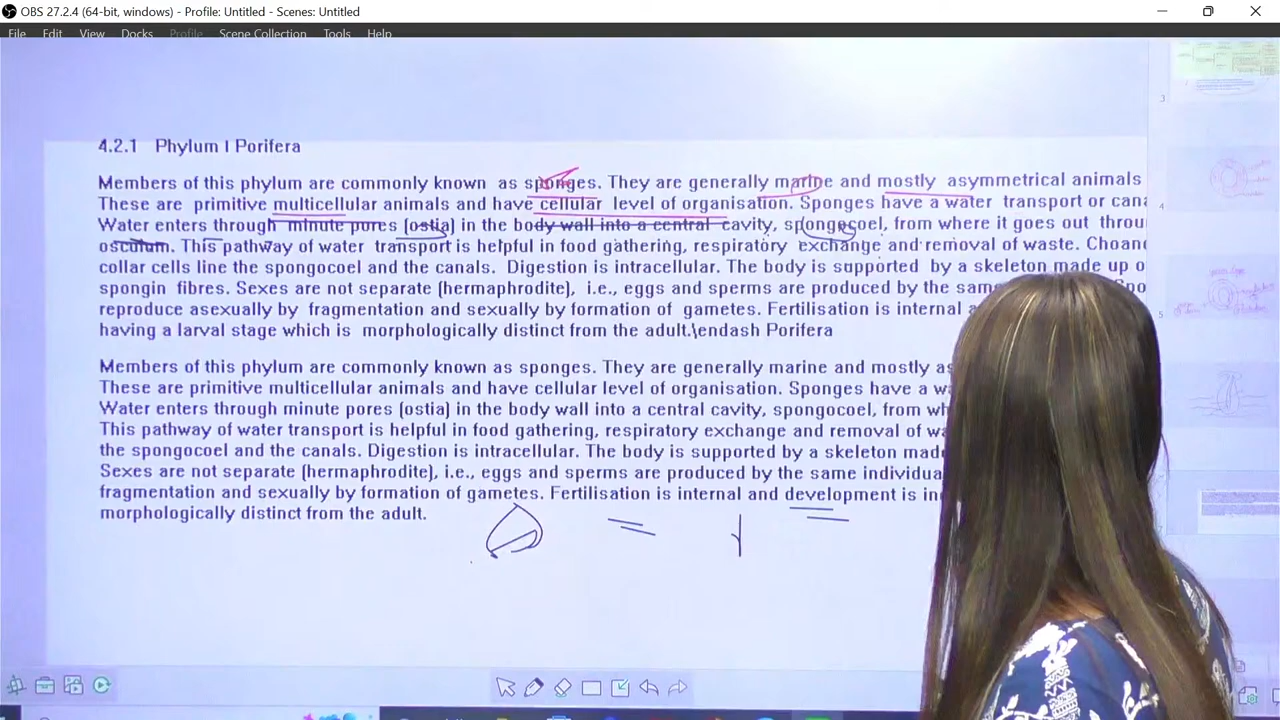 OBS 27.2.4 (64-bit, windows) - Profile: Untitled - Scenes: Untitled
File Edit View Docks Profile Scene Collection Tools Help
4.2.1 Phylum I Porifera
Members of this phylum are commonly known as sponges. They are generally marine and mostly asymmetrical animals
These are primitive multicellular animals and have cellular level of organisation. Sponges have a water transport or
Water enters through minute pores (ostia) in the body wall into a central cavity, spongocoel, from where it goes out
osculum. This pathway of water transport is helpful in food gathering, respiratory exchange and removal of waste.
collar cells line the spongocoel and the canals. Digestion is intracellular. The body is supported by a skeleton made up
spongin fibres. Sexes are not separate (hermaphrodite), i.e., eggs and sperms are produced by the
reproduce asexually by fragmentation and sexually by formation of gametes. Fertilisation is internal
having a larval stage which is morphologically distinct from the adult.\endash Porifera
Members of this phylum are commonly known as sponges. They are generally marine and mostly
These are primitive multicellular animals and have cellular level of organisation. Sponges have a
Water enters through minute pores (ostia) in the body wall into a central cavity, spongocoel, from
This pathway of water transport is helpful in food gathering, respiratory exchange and removal of
the spongocoel and the canals. Digestion is intracellular. The body is supported by a skeleton
Sexes are not separate (hermaphrodite), i.e., eggs and sperms are produced by the same
fragmentation and sexually by formation of gametes. Fertilisation is internal and development is
morphologically distinct from the adult.
3
4
5